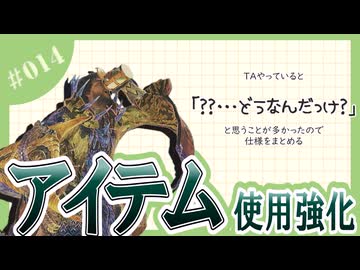 #014
TAやっていると
「??…どうなんだっけ?」
と思うことが多かったので
仕様をまとめる
アイテム使用強化